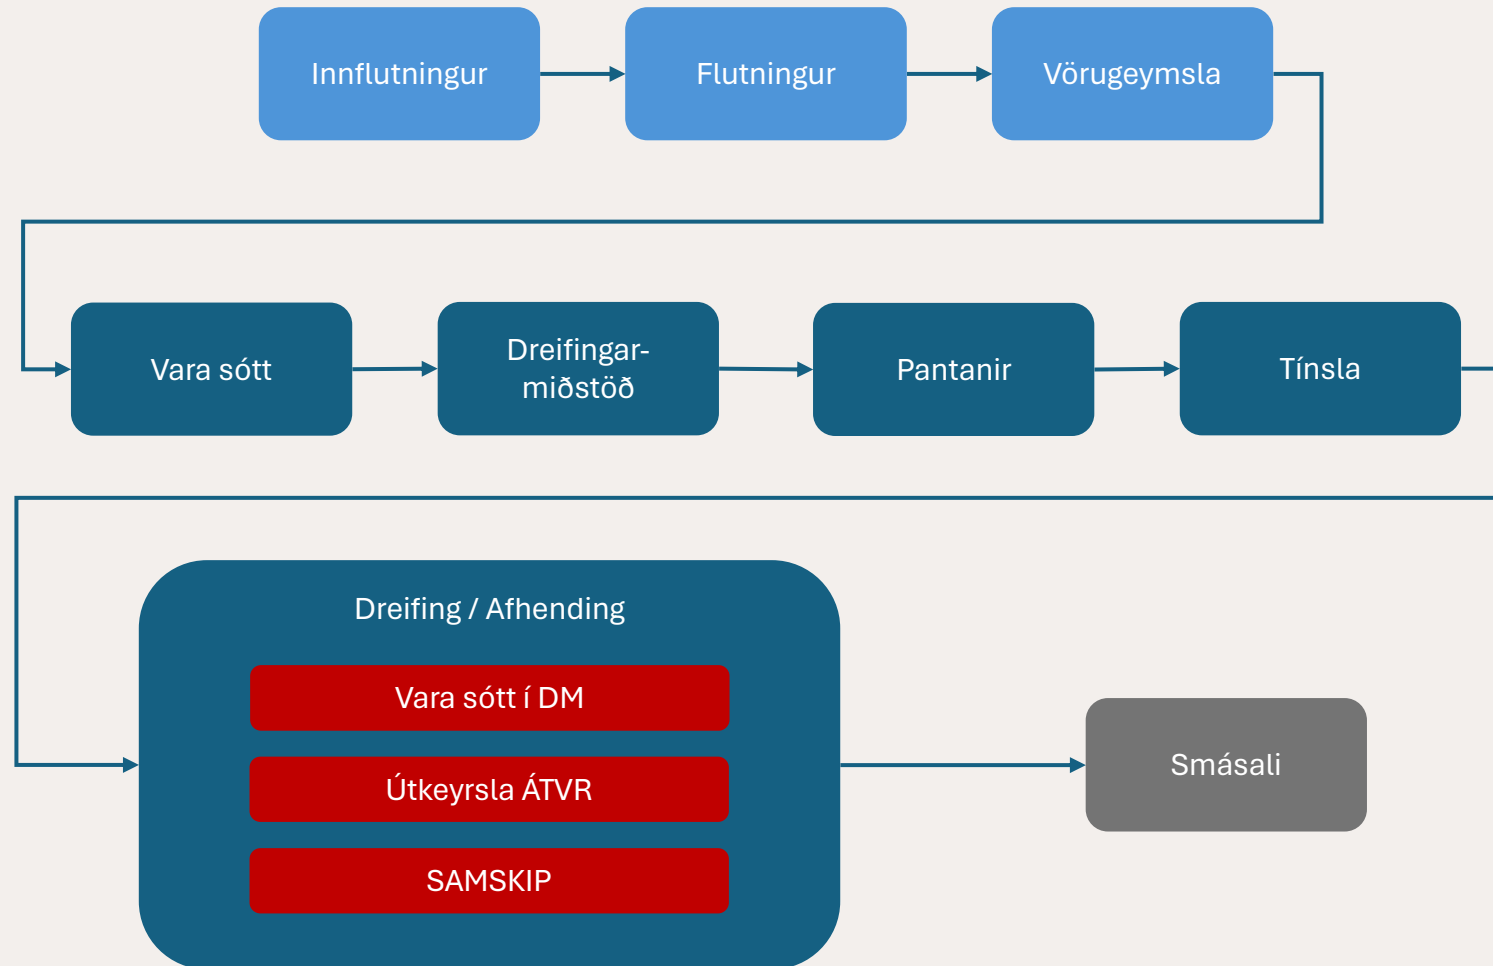 Innflutningur
Flutningur
Vörugeymsla
Vara sótt
Dreifingar-
miðstöð
Pantanir
Tínsla
Dreifing / Afhending
Vara sótt í DM
Útkeyrsla ÁTVR
SAMSKIP
Smásali